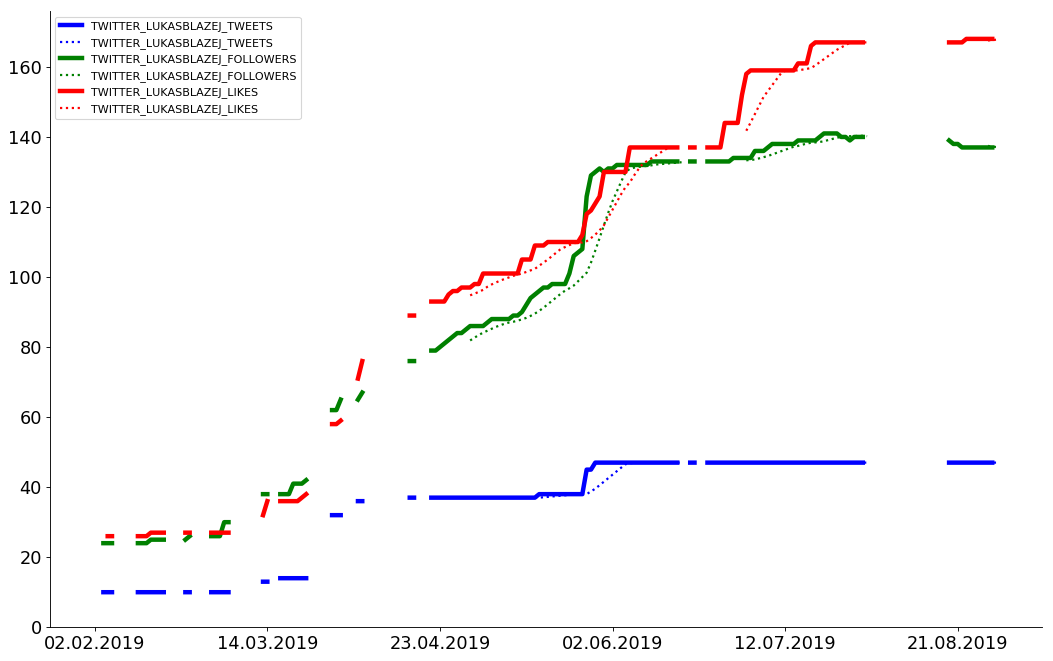 TWITTER_LUKASBLAZEJ_TWEETS
TWITTER_LUKASBLAZEJ_TWEETS
TWITTER_LUKASBLAZEJ_FOLLOWERS
TWITTER_LUKASBLAZEJ_FOLLOWERS
TWITTER_LUKASBLAZEJ_LIKES
TWITTER_LUKASBLAZEJ_LIKES
160
140
120
100
80
60
40
20
0
02.02.2019 14.03.2019 23.04.2019 02.06.2019 12.07.2019 21.08.2019